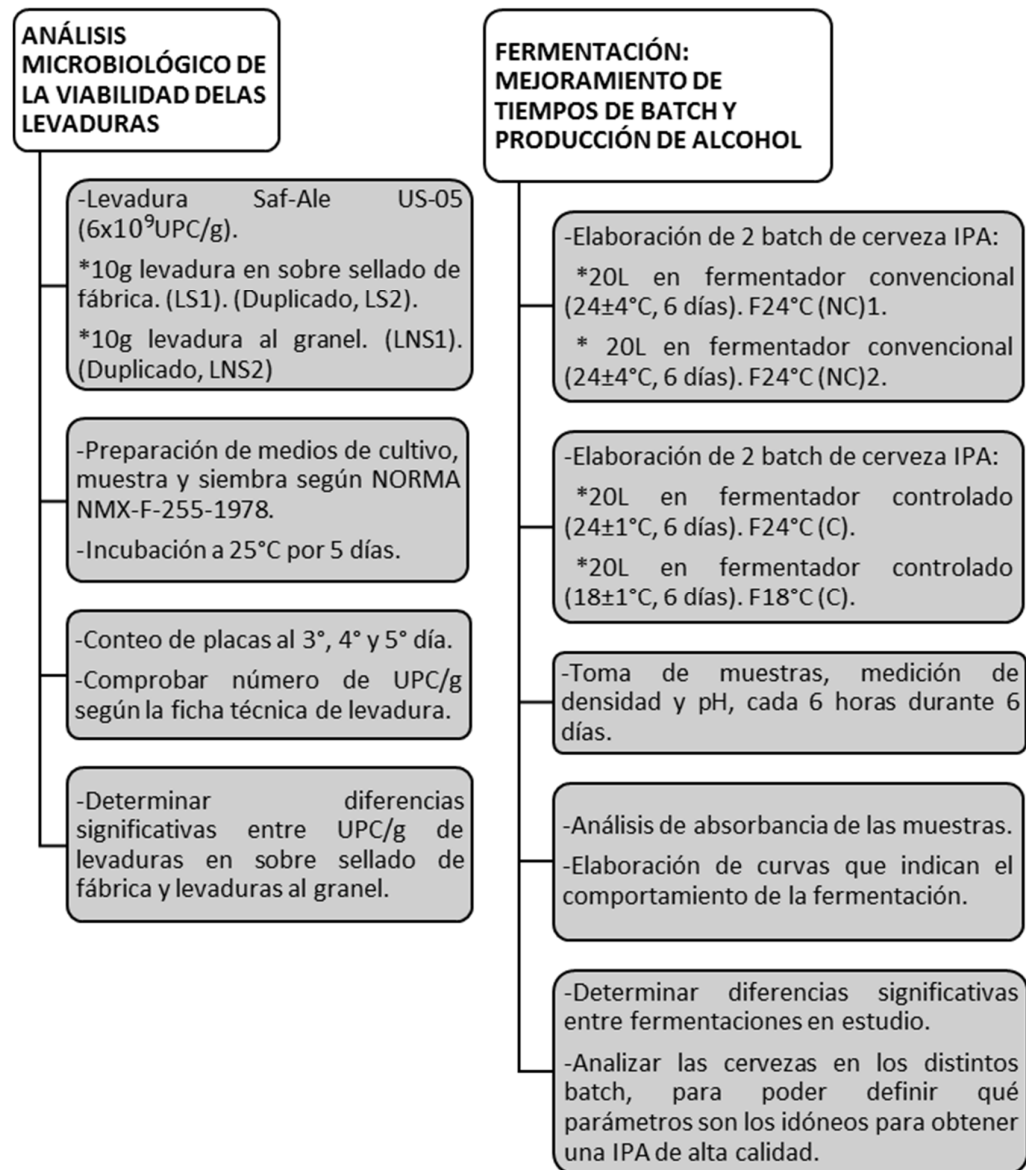 ANÁLISIS
MICROBIOLÓGICO DE
LA VIABILIDAD DELAS
LEVADURAS
-Levadura Saf-Ale US-05
(6x10⁹UPC/g).
*10g levadura en sobre sellado de
fábrica. (LS1). (Duplicado, LS2).
*10g levadura al granel. (LNS1).
(Duplicado, LNS2)
-Preparación de medios de cultivo,
muestra y siembra según NORMA
NMX-F-255-1978.
-Incubación a 25°C por 5 días.
-Conteo de placas al 3°, 4° y 5° día.
-Comprobar número de UPC/g
según la ficha técnica de levadura.
-Determinar diferencias
significativas entre UPC/g de
levaduras en sobre sellado de
fábrica y levaduras al granel.
FERMENTACIÓN:
MEJORAMIENTO DE
TIEMPOS DE BATCH Y
PRODUCCIÓN DE ALCOHOL
-Elaboración de 2 batch de cerveza IPA:
*20L en fermentador convencional
(24±4°C, 6 días). F24°C (NC)1.
* 20L en fermentador convencional
(24±4°C, 6 días). F24°C (NC)2.
-Elaboración de 2 batch de cerveza IPA:
*20L en fermentador controlado
(24±1°C, 6 días). F24°C (C).
*20L en fermentador controlado
(18±1°C, 6 días). F18°C (C).
-Toma de muestras, medición de
densidad y pH, cada 6 horas durante 6
días.
-Análisis de absorbancia de las muestras.
-Elaboración de curvas que indican el
comportamiento de la fermentación.
-Determinar diferencias significativas
entre fermentaciones en estudio.
-Analizar las cervezas en los distintos
batch, para poder definir qué
parámetros son los idóneos para obtener
una IPA de alta calidad.